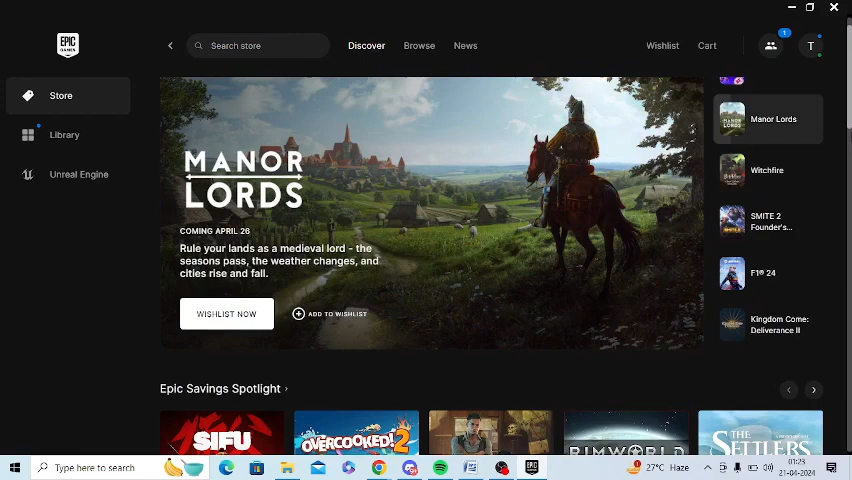 EPIC
GAMES
Search store
Discover
Browse
News
Wishlist
Cart
1
T
Store
Library
Unreal Engine
MANOR
LORDS
COMING APRIL 26
Rule your lands as a medieval lord - the
seasons pass, the weather changes, and
cities rise and fall.
WISHLIST NOW
ADD TO WISHLIST
Manor Lords
Witchfire
SMITE 2
Founder's...
F1® 24
Kingdom Come:
Deliverance II
Epic Savings Spotlight
SIFU
OVERCOOKED! 2
RIMWORLD
THE
SETTLERS
Type here to search
27°C Haze
01:23
21-04-2024